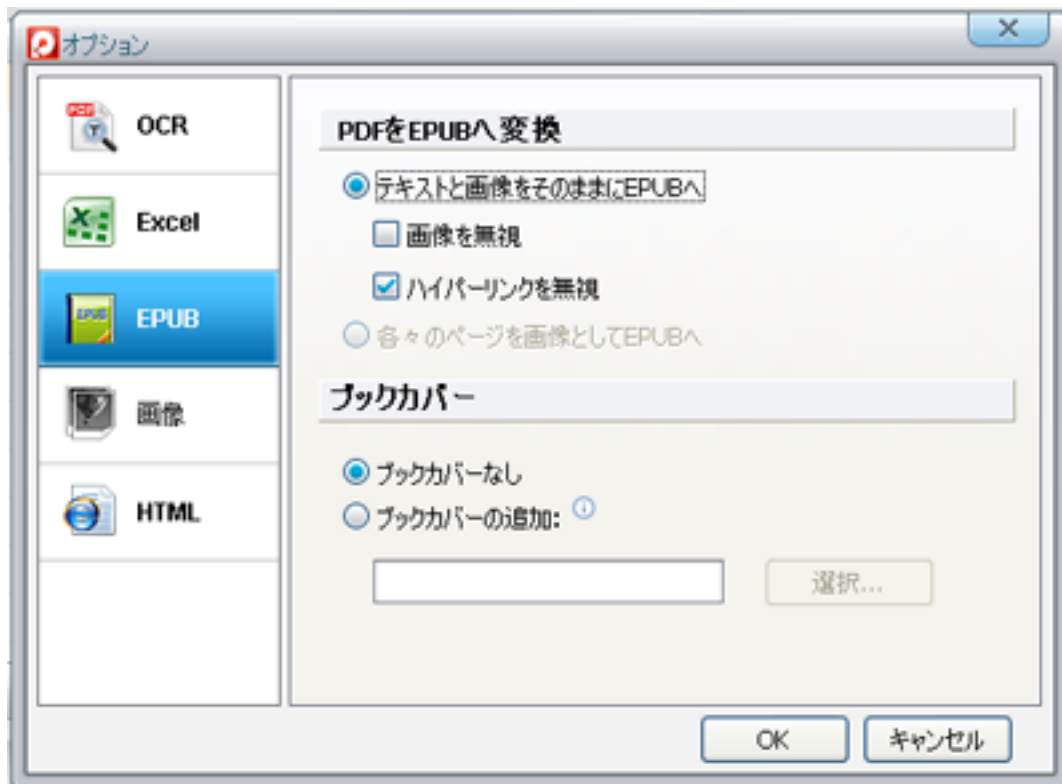 オプション
PDF
OCR
Excel
EPUB
EPUB
画像
HTML
PDFをEPUBへ変換
テキストと画像をそのままにEPUBへ
画像を無視
ハイパーリンクを無視
各々のページを画像としてEPUBへ
ブックカバー
ブックカバーなし
ブックカバーの追加:
選択...
OK
キャンセル